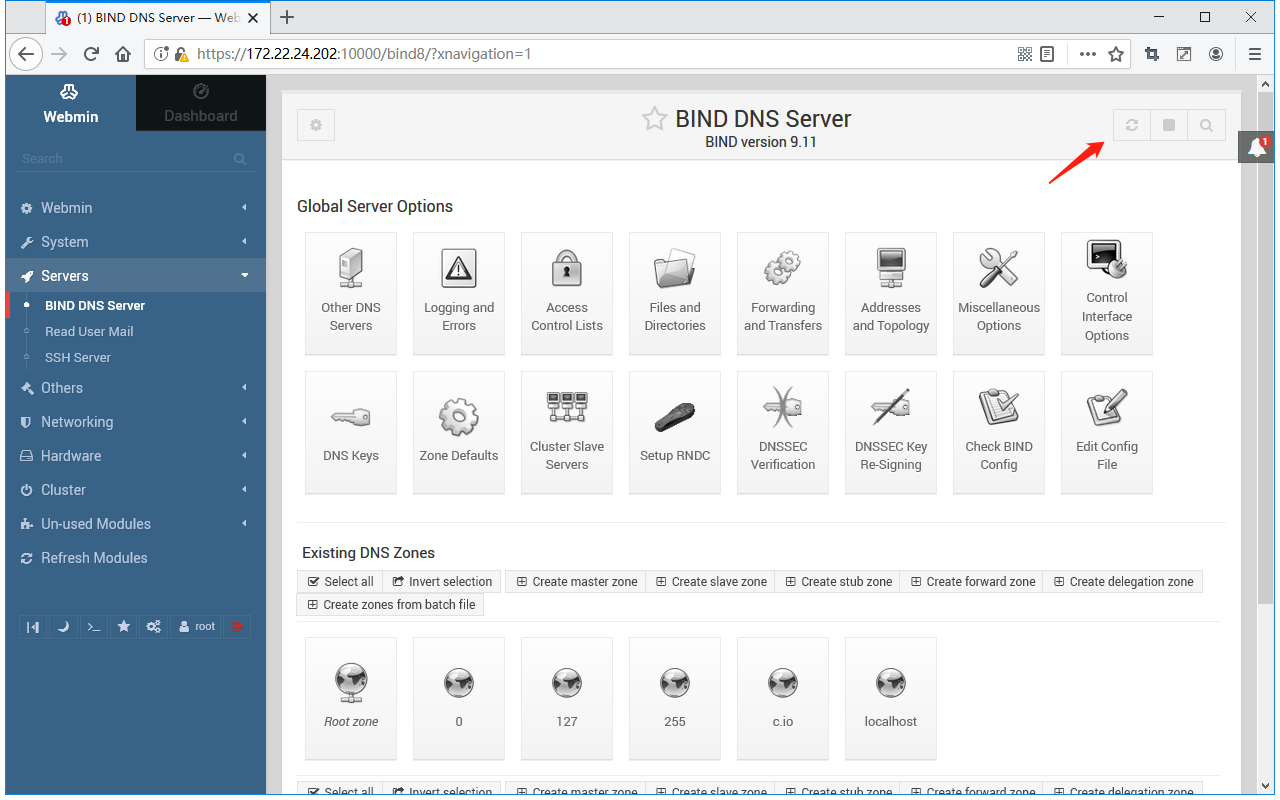 (1) BIND DNS Server — Web
https://172.22.24.202:10000/bind8/?xnavigation=1
Webmin
Dashboard
Search
Webmin
System
Servers
BIND DNS Server
Read User Mail
SSH Server
Others
Networking
Hardware
Cluster
Un-used Modules
Refresh Modules
root
BIND DNS Server
BIND version 9.11
1
Global Server Options
Other DNS
Servers
Logging and
Errors
Access
Control Lists
Files and
Directories
Forwarding
and Transfers
Addresses
and Topology
Miscellaneous
Options
Control
Interface
Options
DNS Keys
Zone Defaults
Cluster Slave
Servers
Setup RNDC
DNSSEC
Verification
DNSSEC Key
Re-Signing
Check BIND
Config
Edit Config
File
Existing DNS Zones
Select all
Invert selection
Create master zone
Create slave zone
Create stub zone
Create forward zone
Create delegation zone
Create zones from batch file
Root zone
0
127
255
c.io
localhost
Select all
Invert selection
Create master zone
Create slave zone
Create stub zone
Create forward zone
Create delegation zone